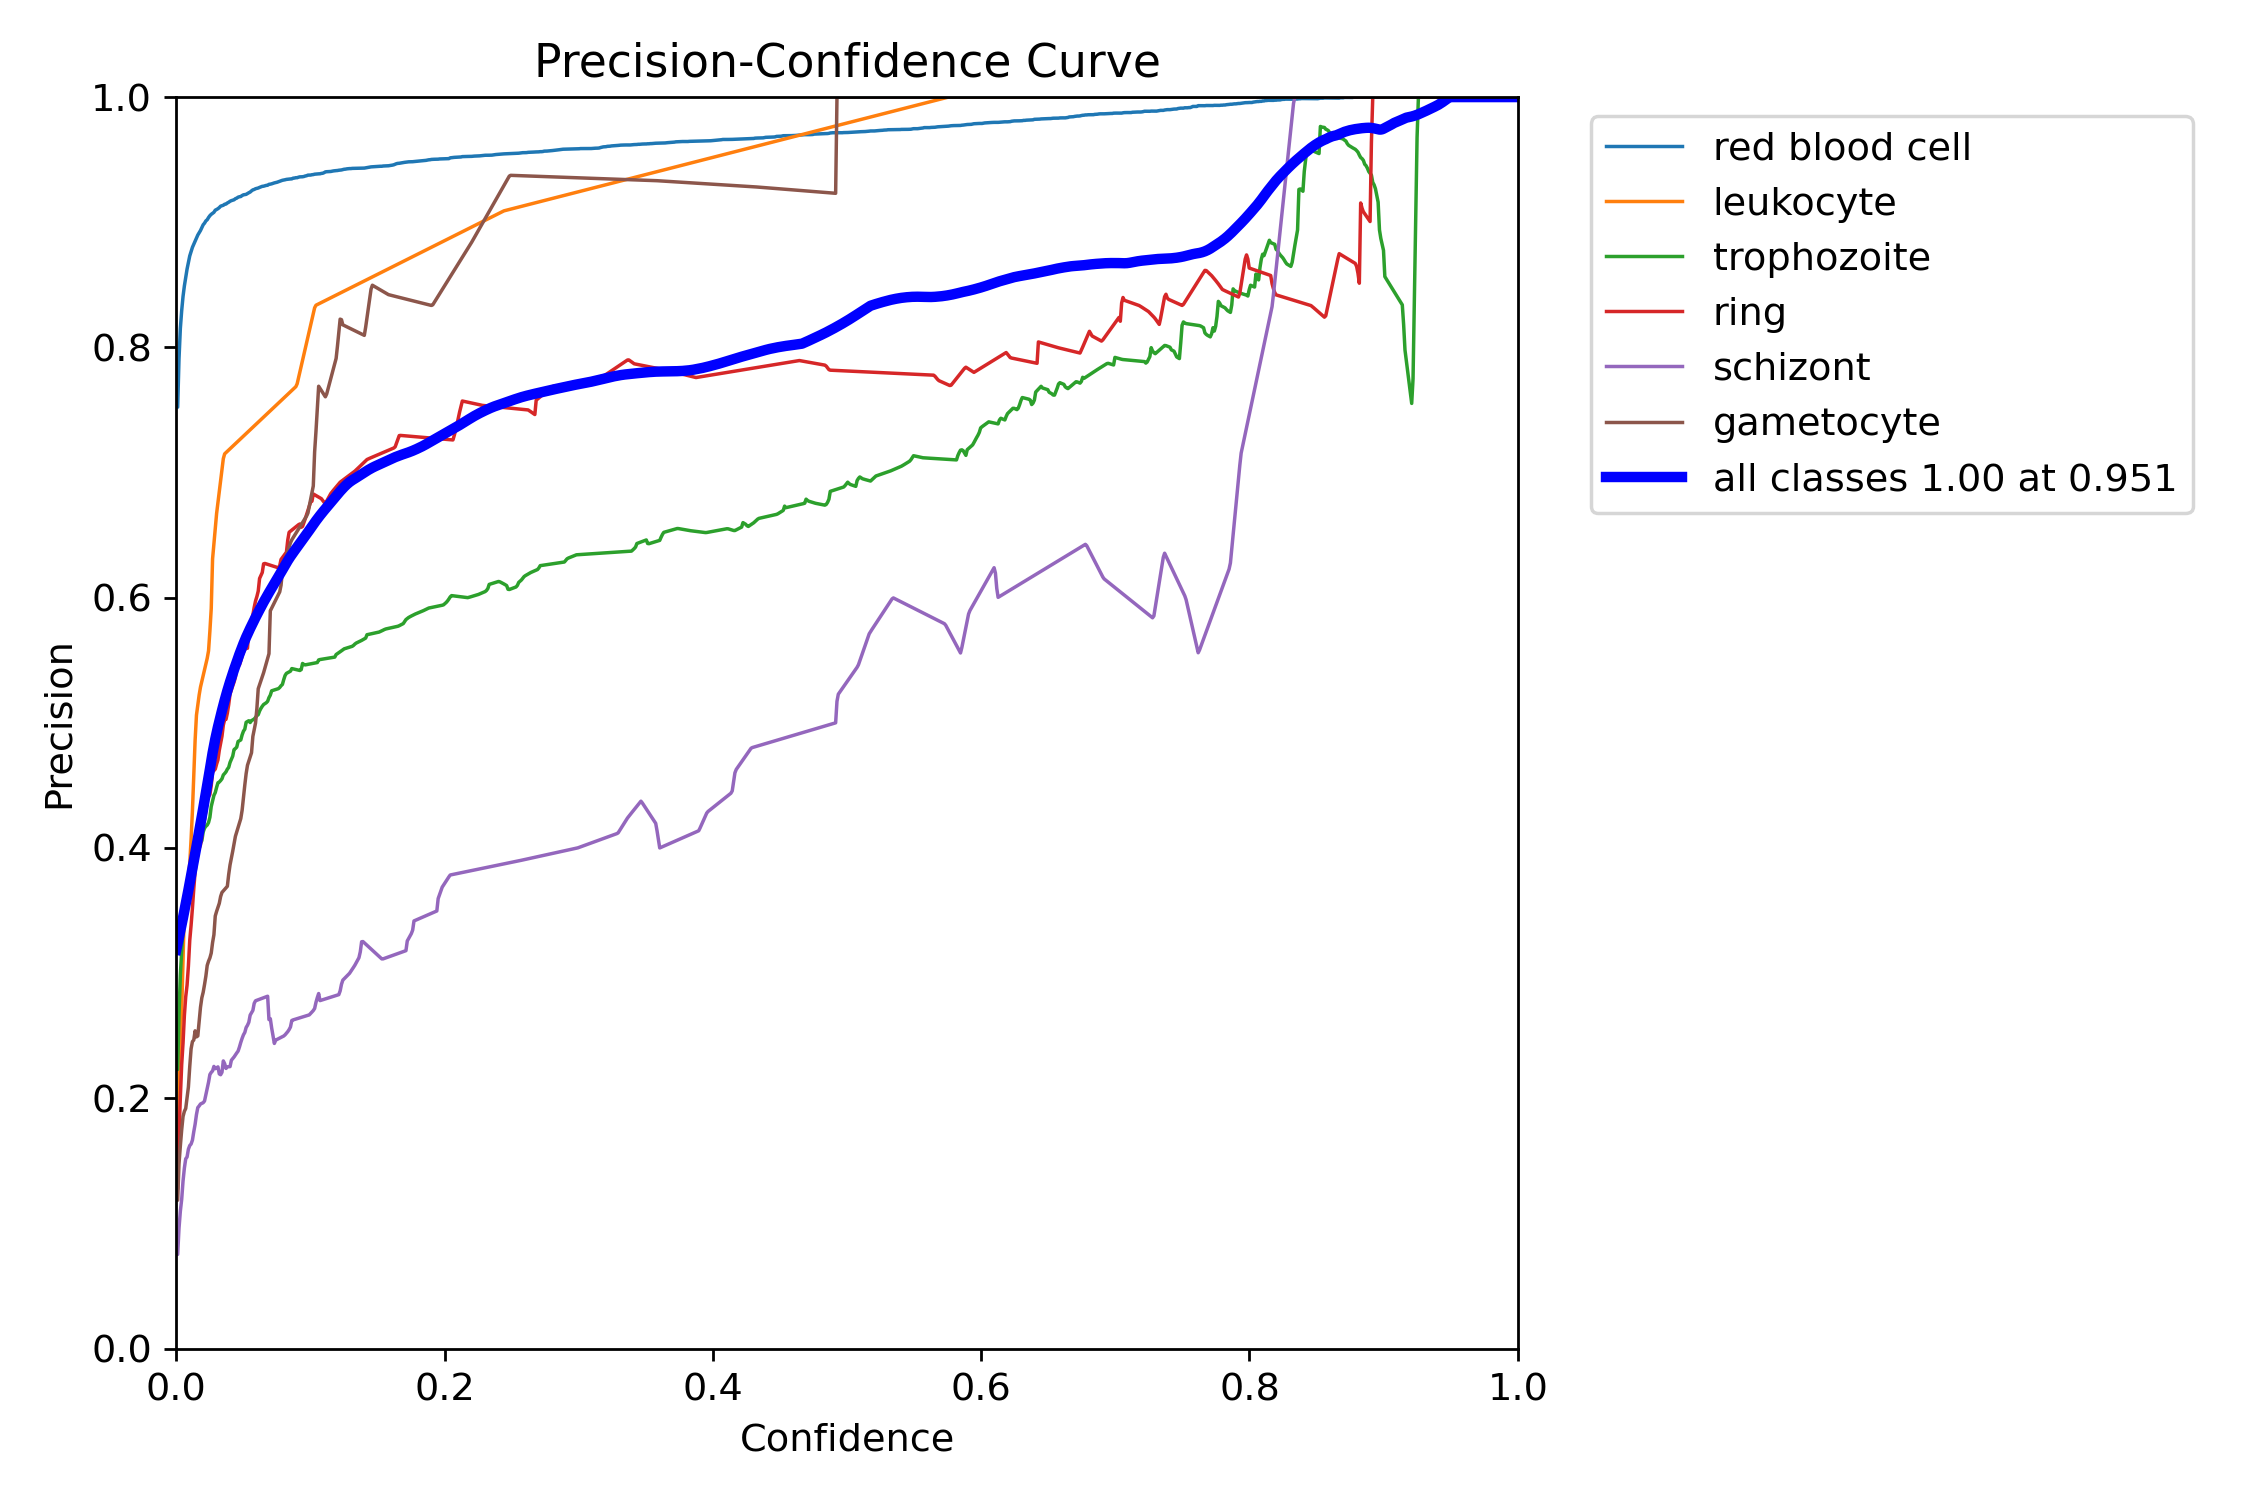 Precision-Confidence Curve
1.0
0.8
0.6
0.4
0.2
0.0
Precision
0.0 0.2 0.4 0.6 0.8 1.0
Confidence
red blood cell
leukocyte
trophozoite
ring
schizont
gametocyte
all classes 1.00 at 0.951